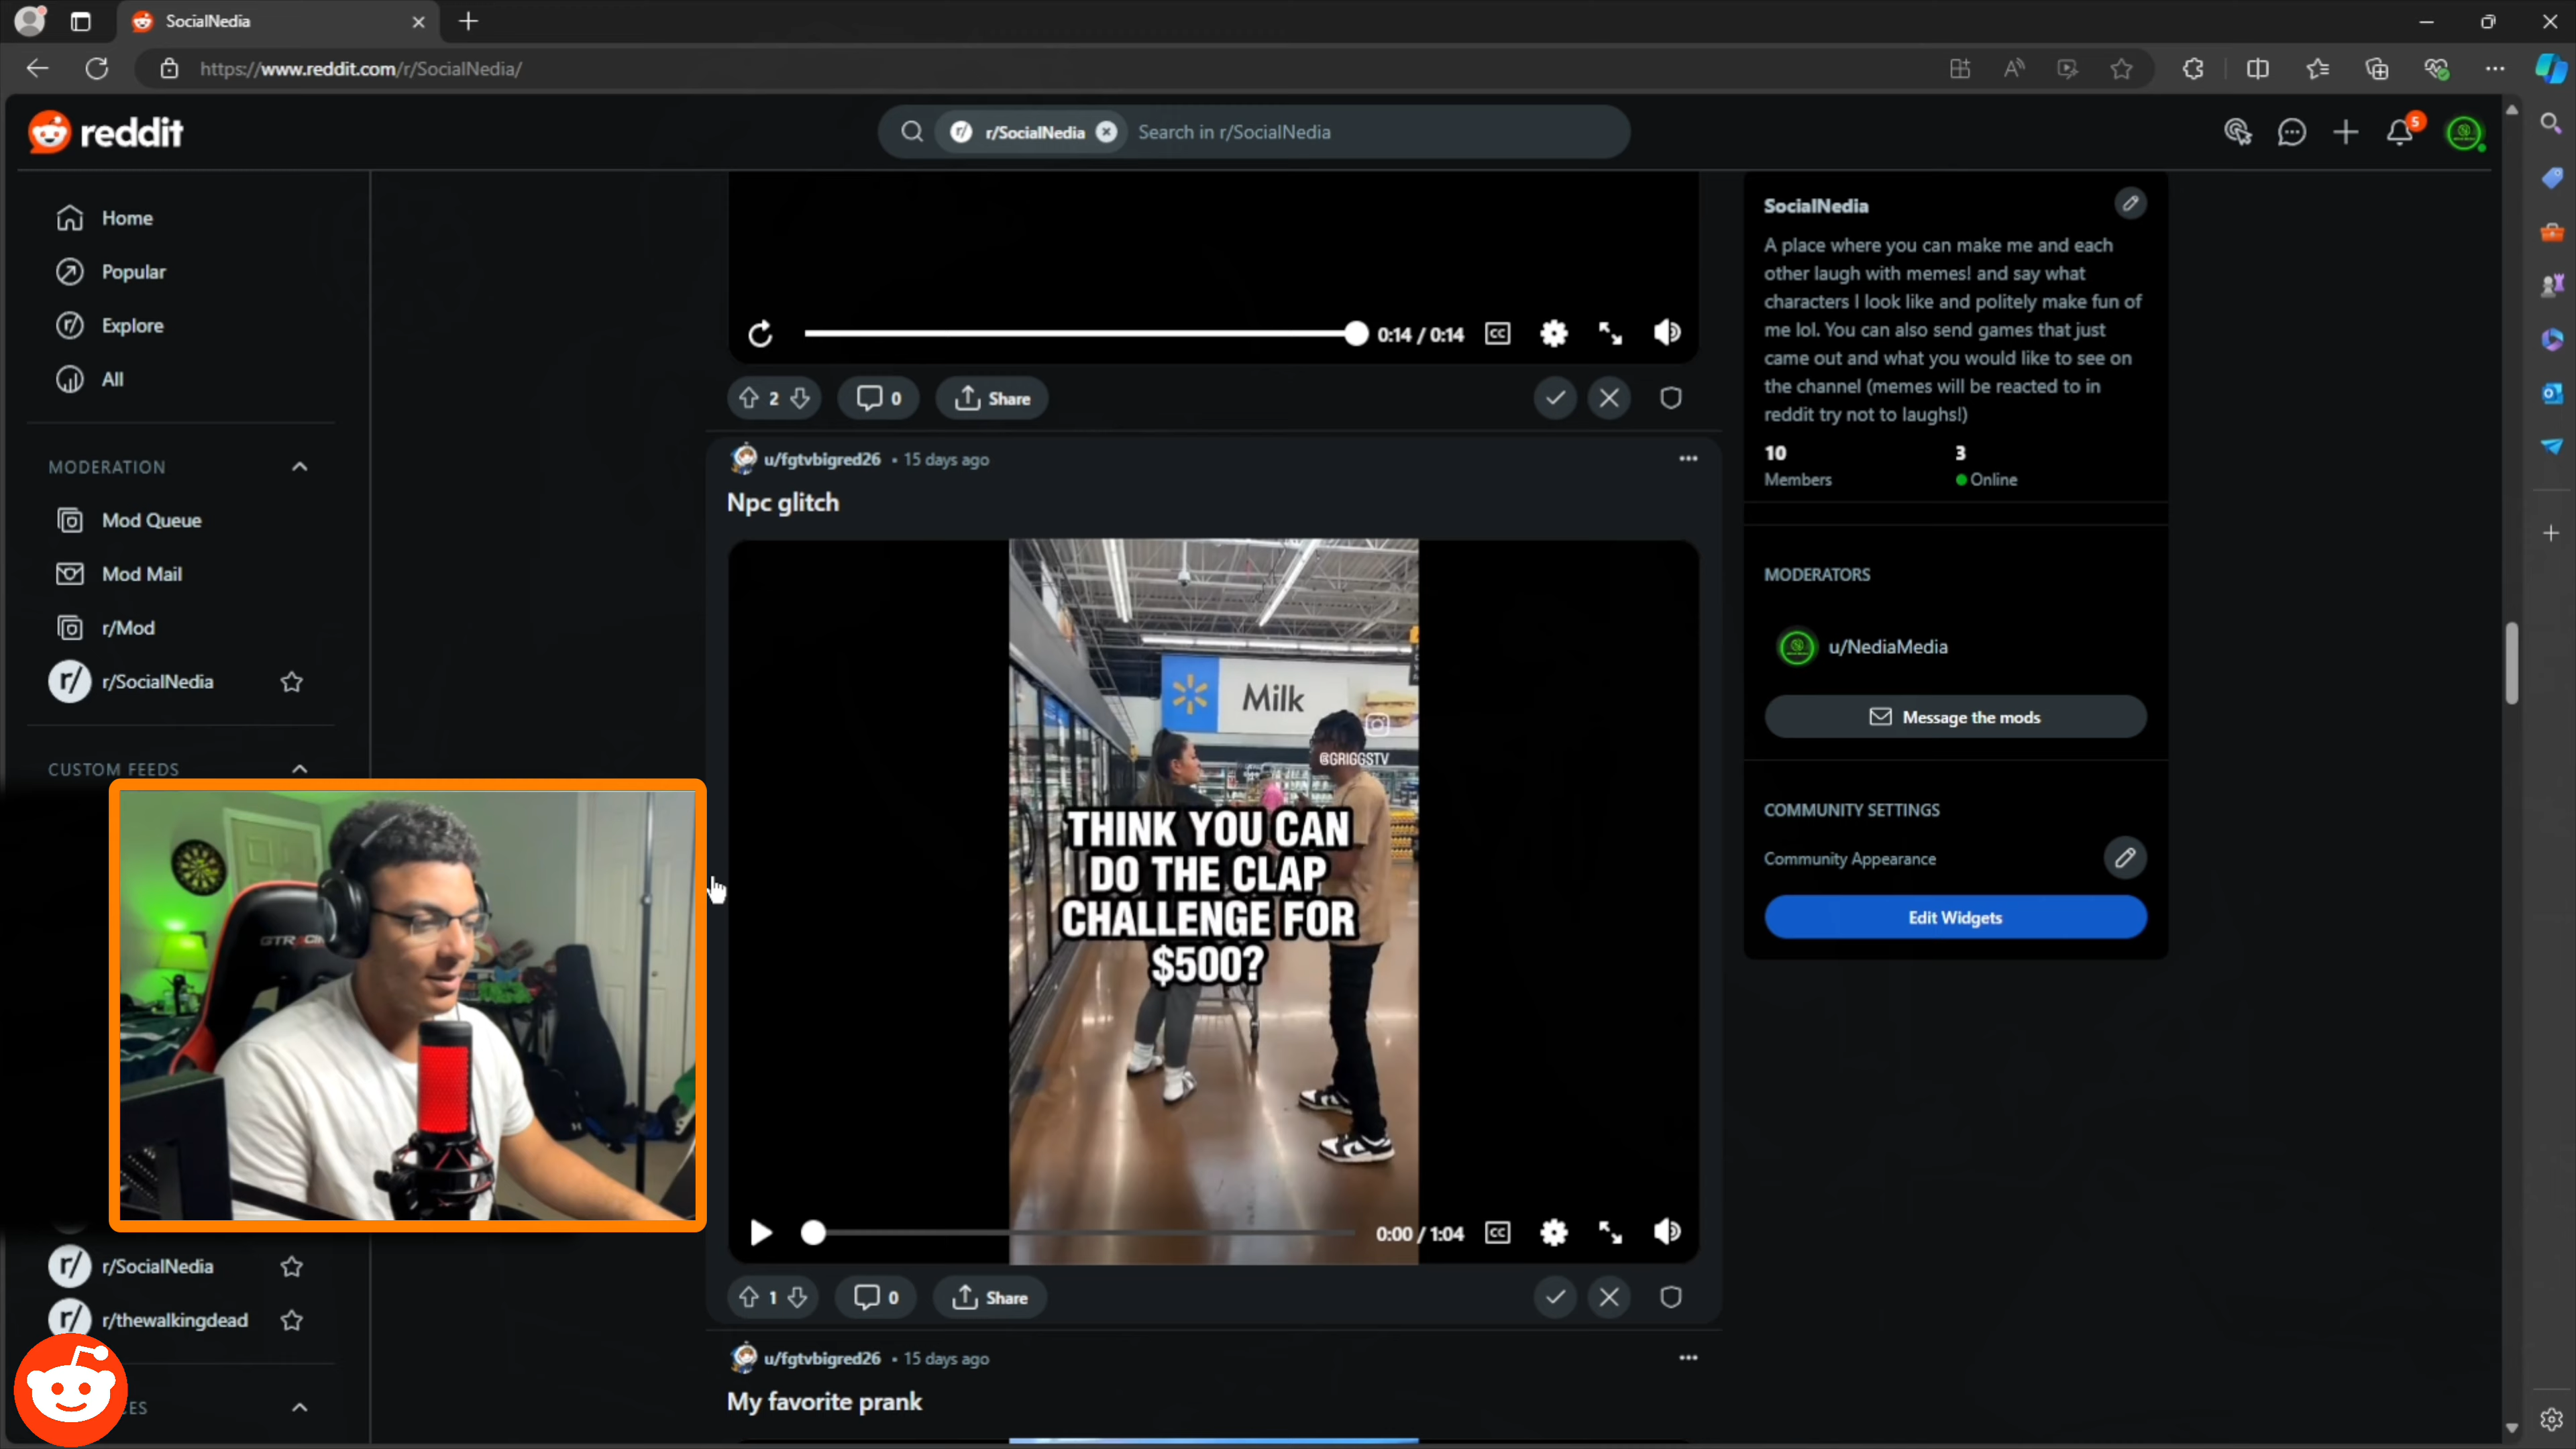 SocialNedia
https://www.reddit.com/r/SocialNedia/
reddit
r/SocialNedia
Search in r/SocialNedia
5
Home
Popular
Explore
All
MODERATION
Mod Queue
Mod Mail
r/Mod
r/SocialNedia
CUSTOM FEEDS
GTRACIN
r/SocialNedia
r/thewalkingdead
CES
0:14 / 0:14
CC
2
0
Share
u/fgtvbigred26 • 15 days ago
Npc glitch
Milk
@GRIGGSTV
THINK YOU CAN
DO THE CLAP
CHALLENGE FOR
$500?
0:00 / 1:04
CC
1
0
Share
u/fgtvbigred26 • 15 days ago
My favorite prank
SocialNedia
A place where you can make me and each
other laugh with memes! and say what
characters I look like and politely make fun of
me lol. You can also send games that just
came out and what you would like to see on
the channel (memes will be reacted to in
reddit try not to laughs!)
10
Members
3
Online
MODERATORS
u/NediaMedia
Message the mods
COMMUNITY SETTINGS
Community Appearance
Edit Widgets